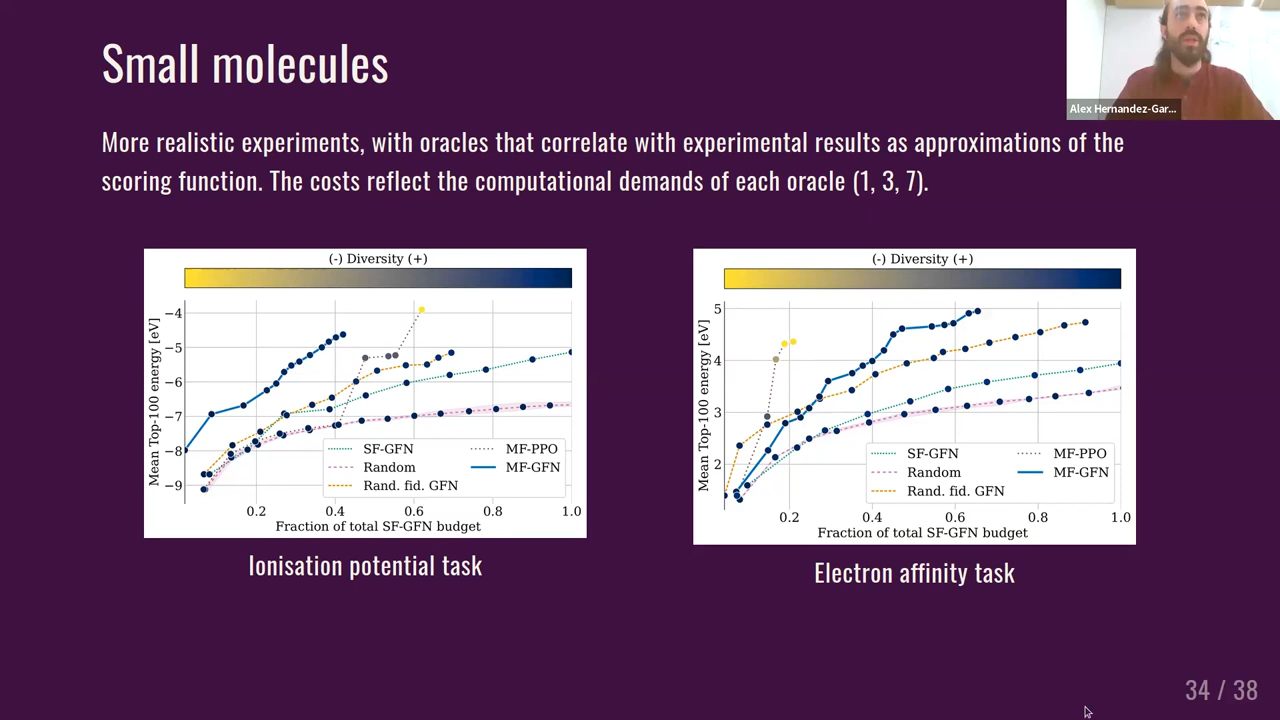 Small molecules
Alex Hernandez-Gar...
More realistic experiments, with oracles that correlate with experimental results as approximations of the
scoring function. The costs reflect the computational demands of each oracle (1, 3, 7).
(-) Diversity (+)
Mean Top-100 energy [eV]
−4
−5
−6
−7
−8
−9
SF-GFN
Random
Rand. fid. GFN
MF-PPO
MF-GFN
0.2 0.4 0.6 0.8 1.0
Fraction of total SF-GFN budget
Ionisation potential task
(-) Diversity (+)
Mean Top-100 energy [eV]
5
4
3
2
SF-GFN
Random
Rand. fid. GFN
MF-PPO
MF-GFN
0.2 0.4 0.6 0.8 1.0
Fraction of total SF-GFN budget
Electron affinity task
34 / 38